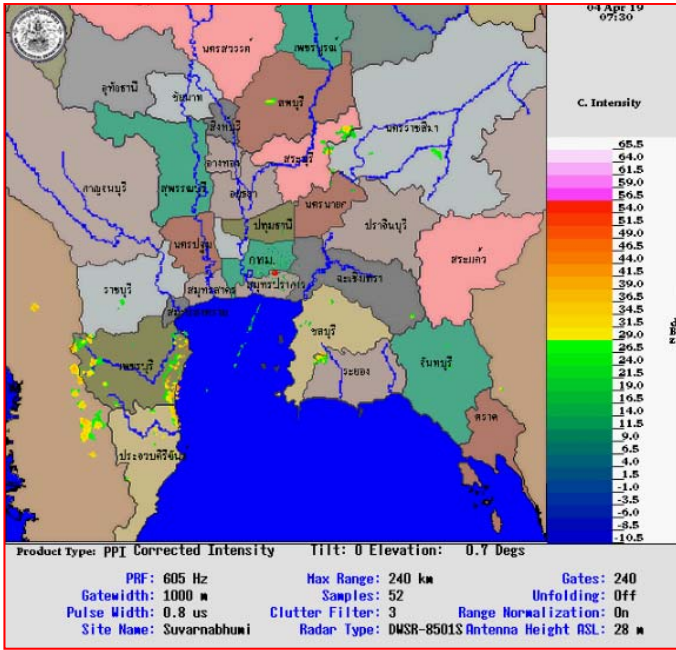 04 Apr 19
07:30
C. Intensity
65.5
64.0
61.5
59.0
56.5
54.0
51.5
49.0
46.5
44.0
41.5
39.0
36.5
34.0
31.5
29.0
26.5
24.0
21.5
19.0
16.5
14.0
11.5
9.0
6.5
4.0
1.5
-1.0
-3.5
-6.0
-8.5
-10.5
นครสวรรค์
เพชรบูรณ์
อุทัยธานี
ชัยนาท
ลพบุรี
สิงห์บุรี
นครราชสีมา
อ่างทอง
สระบุรี
กาญจนบุรี
สุพรรณบุรี
อยุธยา
นครนายก
ปราจีนบุรี
ปทุมธานี
นครปฐม
กทม.
สระแก้ว
ราชบุรี
สมุทรสาคร
สมุทรปราการ
ฉะเชิงเทรา
ชลบุรี
เพชรบุรี
ระยอง
จันทบุรี
ตราด
ประจวบคีรีขันธ์
Product Type: PPI Corrected Intensity Tilt: 0 Elevation: 0.7 Degs
PRF: 605 Hz Max Range: 240 km Gates: 240
Gatewidth: 1000 m Samples: 52 Unfolding: Off
Pulse Width: 0.8 us Clutter Filter: 3 Range Normalization: On
Site Name: Suvarnabhumi Radar Type: DWSR-8501S Antenna Height ASL: 28 m